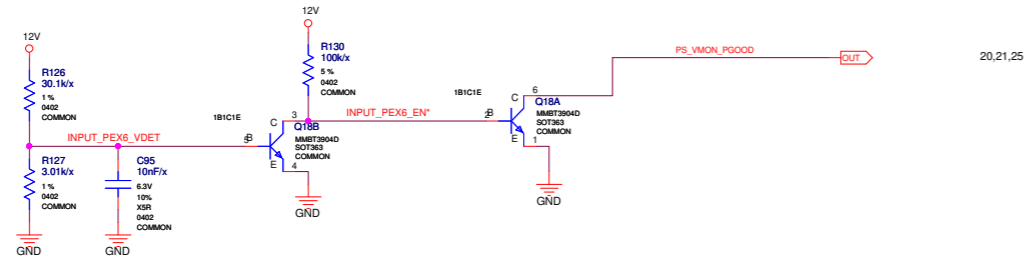 12V
R126
30.1k/x
1 %
0402
COMMON
INPUT_PEX6_VDET
R127
3.01k/x
1 %
0402
COMMON
GND
C95
10nF/x
6.3V
10%
X5R
0402
COMMON
GND
12V
R130
100k/x
5 %
0402
COMMON
1B1C1E
5
B
C
3
Q18B
MMBT3904D
SOT363
COMMON
E
4
GND
INPUT_PEX6_EN*
1B1C1E
2
B
C
6
Q18A
MMBT3904D
SOT363
COMMON
E
1
GND
PS_VMON_PGOOD
OUT
20,21,25